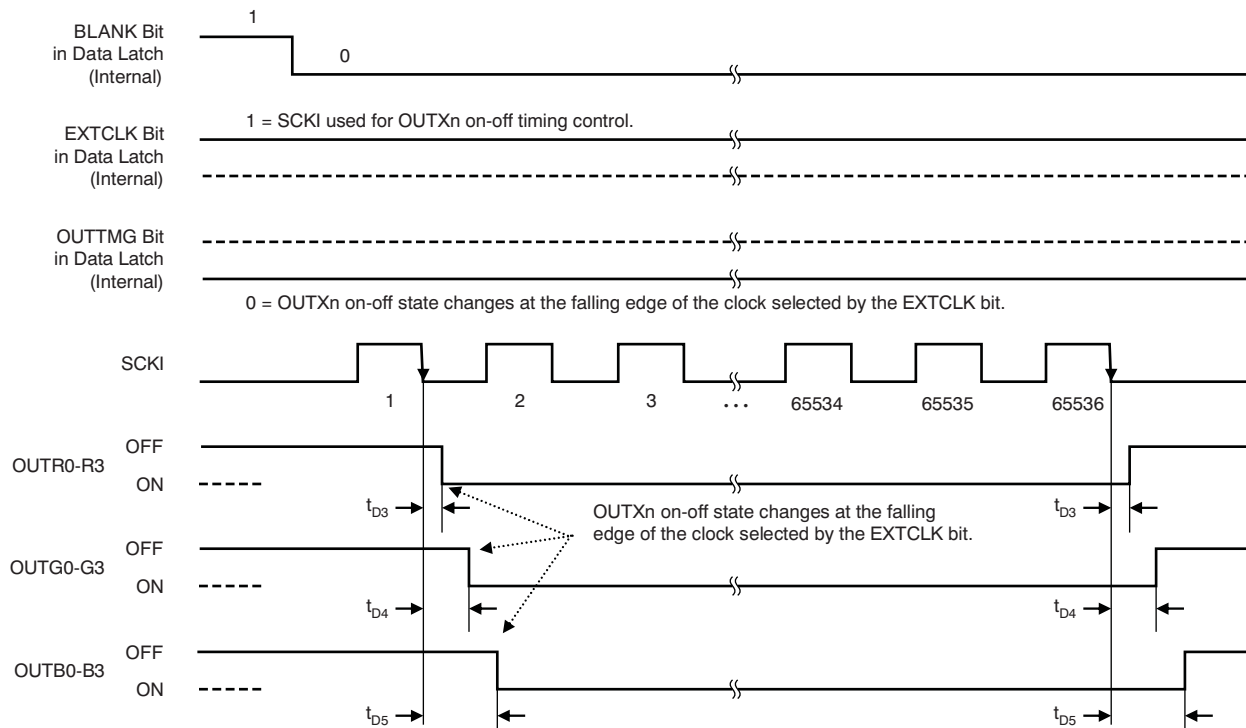 1
BLANK Bit
in Data Latch
(Internal)
0
1 = SCKI used for OUTXn on-off timing control.
EXTCLK Bit
in Data Latch
(Internal)
OUTTMG Bit
in Data Latch
(Internal)
0 = OUTXn on-off state changes at the falling edge of the clock selected by the EXTCLK bit.
SCKI
1 2 3 ... 65534 65535 65536
OFF
OUTR0-R3
ON
tD3 tD3
OUTXn on-off state changes at the falling
edge of the clock selected by the EXTCLK bit.
OFF
OUTG0-G3
ON
tD4 tD4
OFF
OUTB0-B3
ON
tD5 tD5